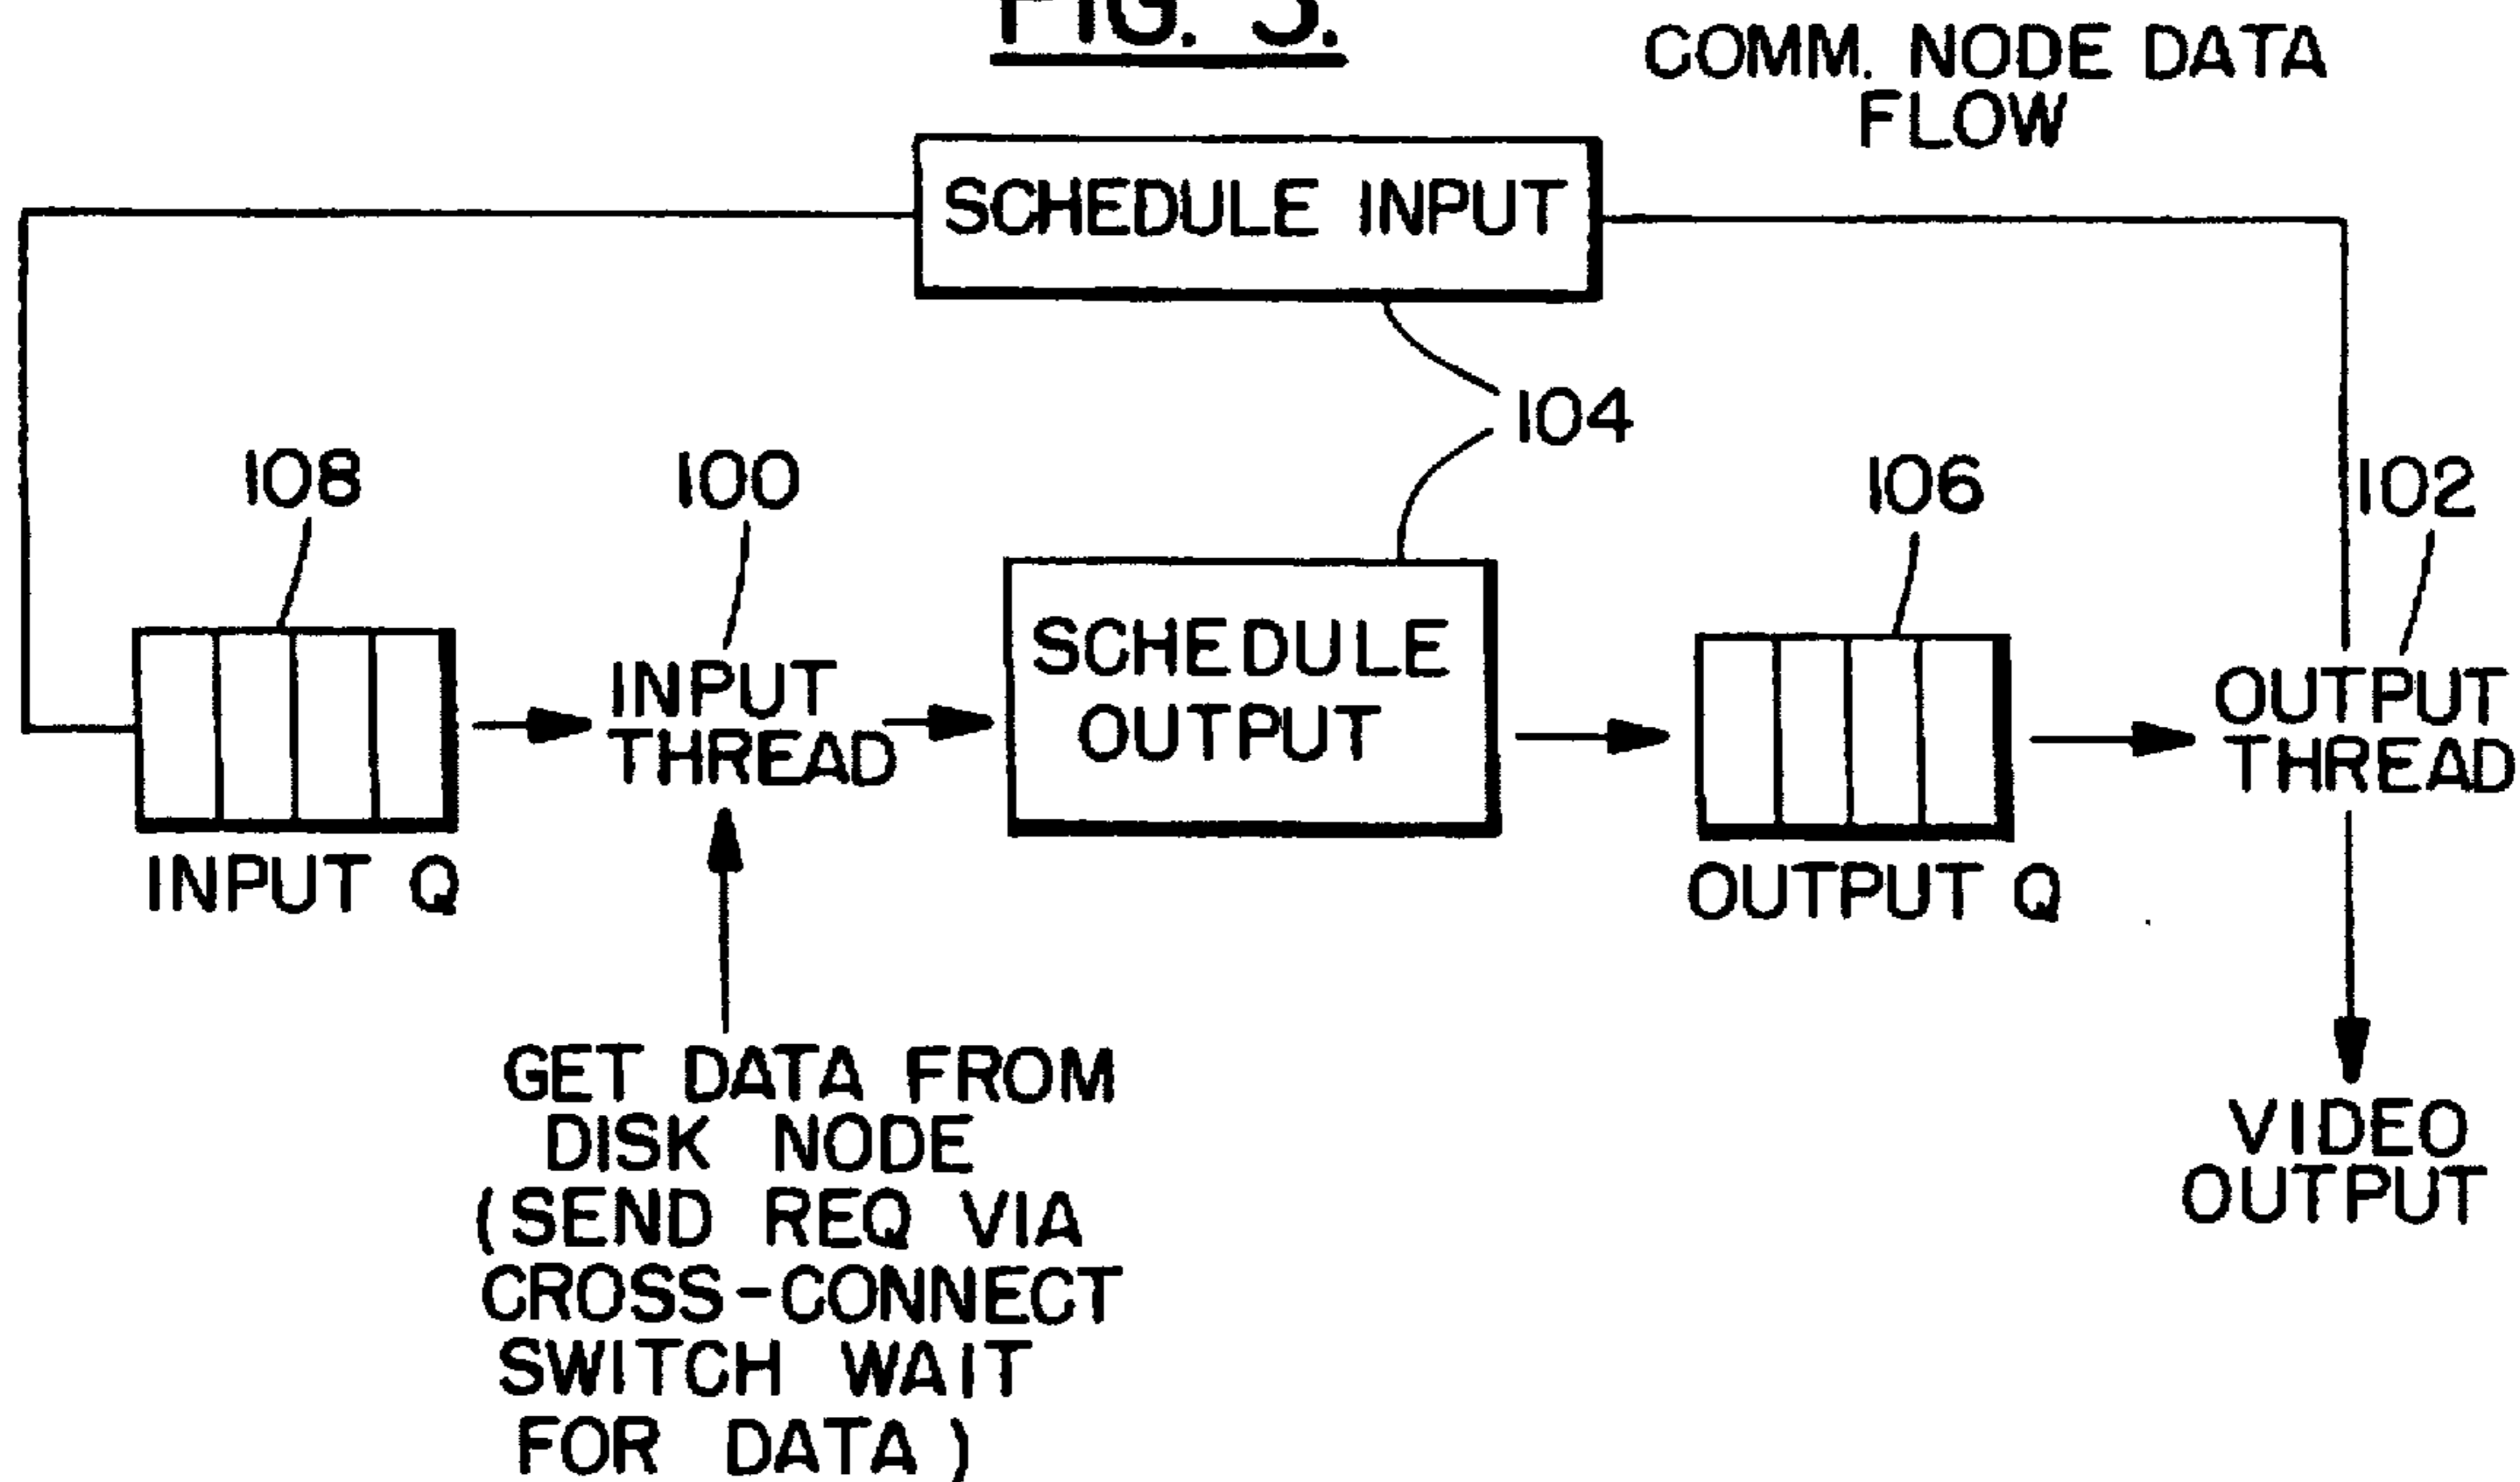 FIG. 5.
COMM. NODE DATA
FLOW
SCHEDULE INPUT
104
108
100
106
102
INPUT
THREAD
SCHEDULE
OUTPUT
OUTPUT
THREAD
INPUT Q
OUTPUT Q
GET DATA FROM
DISK NODE
(SEND REQ VIA
CROSS-CONNECT
SWITCH WAIT
FOR DATA)
VIDEO
OUTPUT